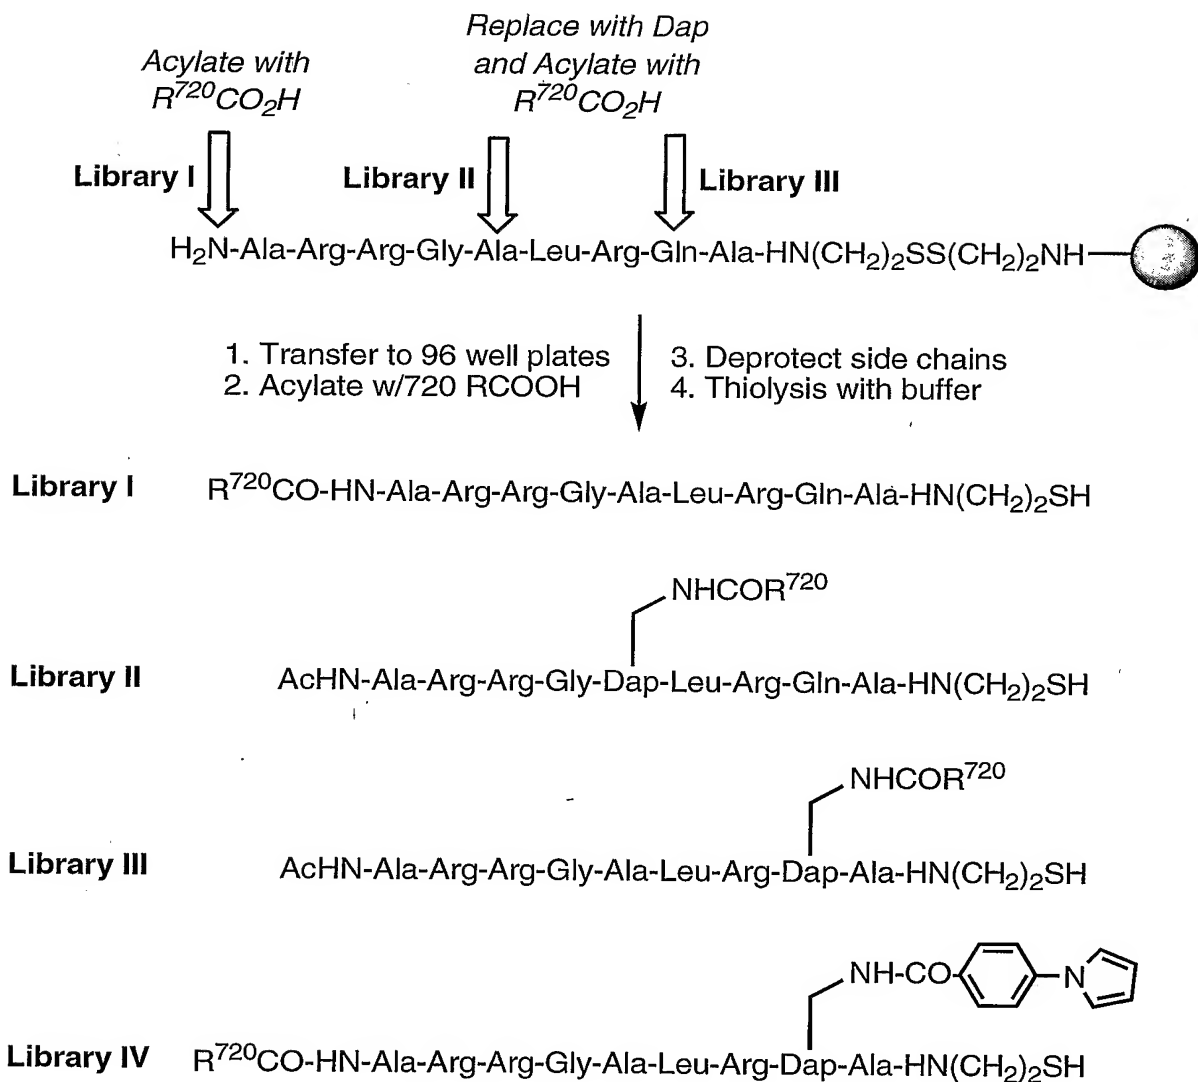 Replace with Dap
Acylate with and Acylate with
R⁷²⁰CO₂H R⁷²⁰CO₂H
Library I Library II Library III
H₂N-Ala-Arg-Arg-Gly-Ala-Leu-Arg-Gln-Ala-HN(CH₂)₂SS(CH₂)₂NH
1. Transfer to 96 well plates 3. Deprotect side chains
2. Acylate w/720 RCOOH 4. Thiolysis with buffer
Library I R⁷²⁰CO-HN-Ala-Arg-Arg-Gly-Ala-Leu-Arg-Gln-Ala-HN(CH₂)₂SH
NHCOR⁷²⁰
Library II AcHN-Ala-Arg-Arg-Gly-Dap-Leu-Arg-Gln-Ala-HN(CH₂)₂SH
NHCOR⁷²⁰
Library III AcHN-Ala-Arg-Arg-Gly-Ala-Leu-Arg-Dap-Ala-HN(CH₂)₂SH
NH-CO N
Library IV R⁷²⁰CO-HN-Ala-Arg-Arg-Gly-Ala-Leu-Arg-Dap-Ala-HN(CH₂)₂SH